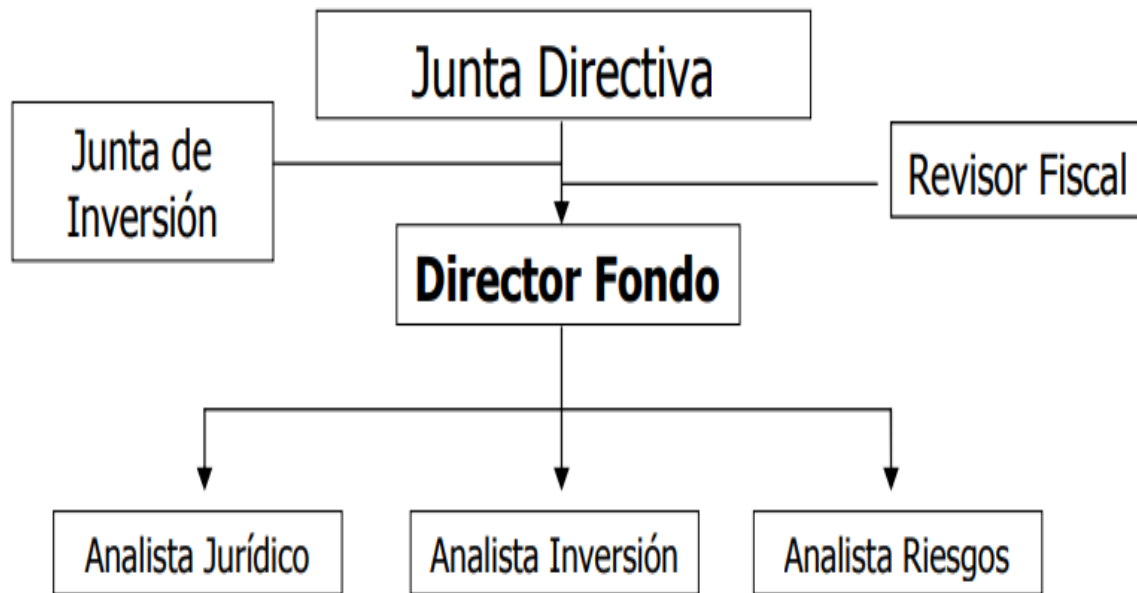 Junta Directiva
Junta de
Inversión
Revisor Fiscal
Director Fondo
Analista Jurídico
Analista Inversión
Analista Riesgos